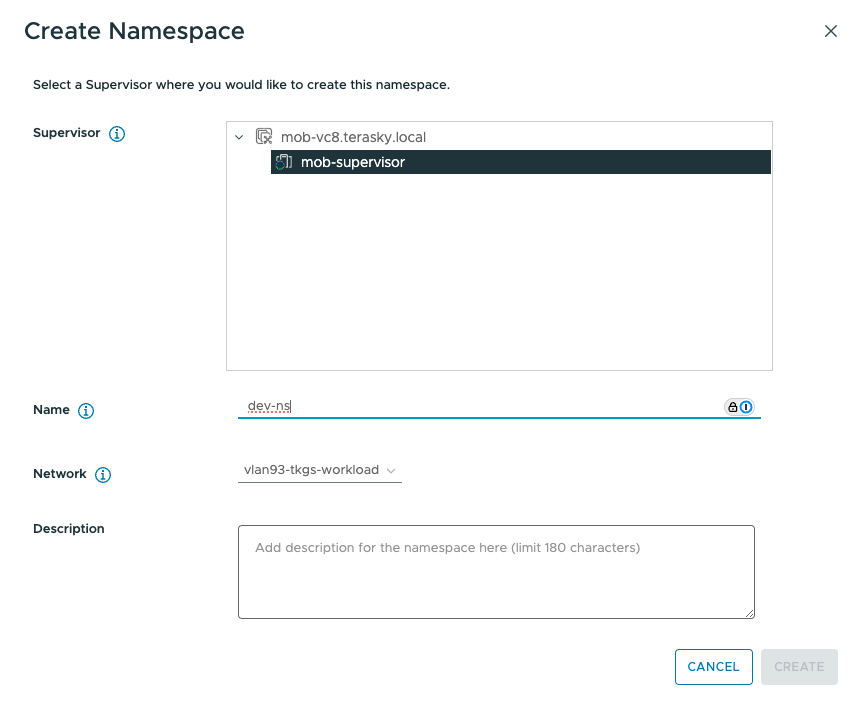 Create Namespace
Select a Supervisor where you would like to create this namespace.
Supervisor
mob-vc8.terasky.local
mob-supervisor
Name
dev-ns
Network
vlan93-tkgs-workload
Description
Add description for the namespace here (limit 180 characters)
CANCEL CREATE